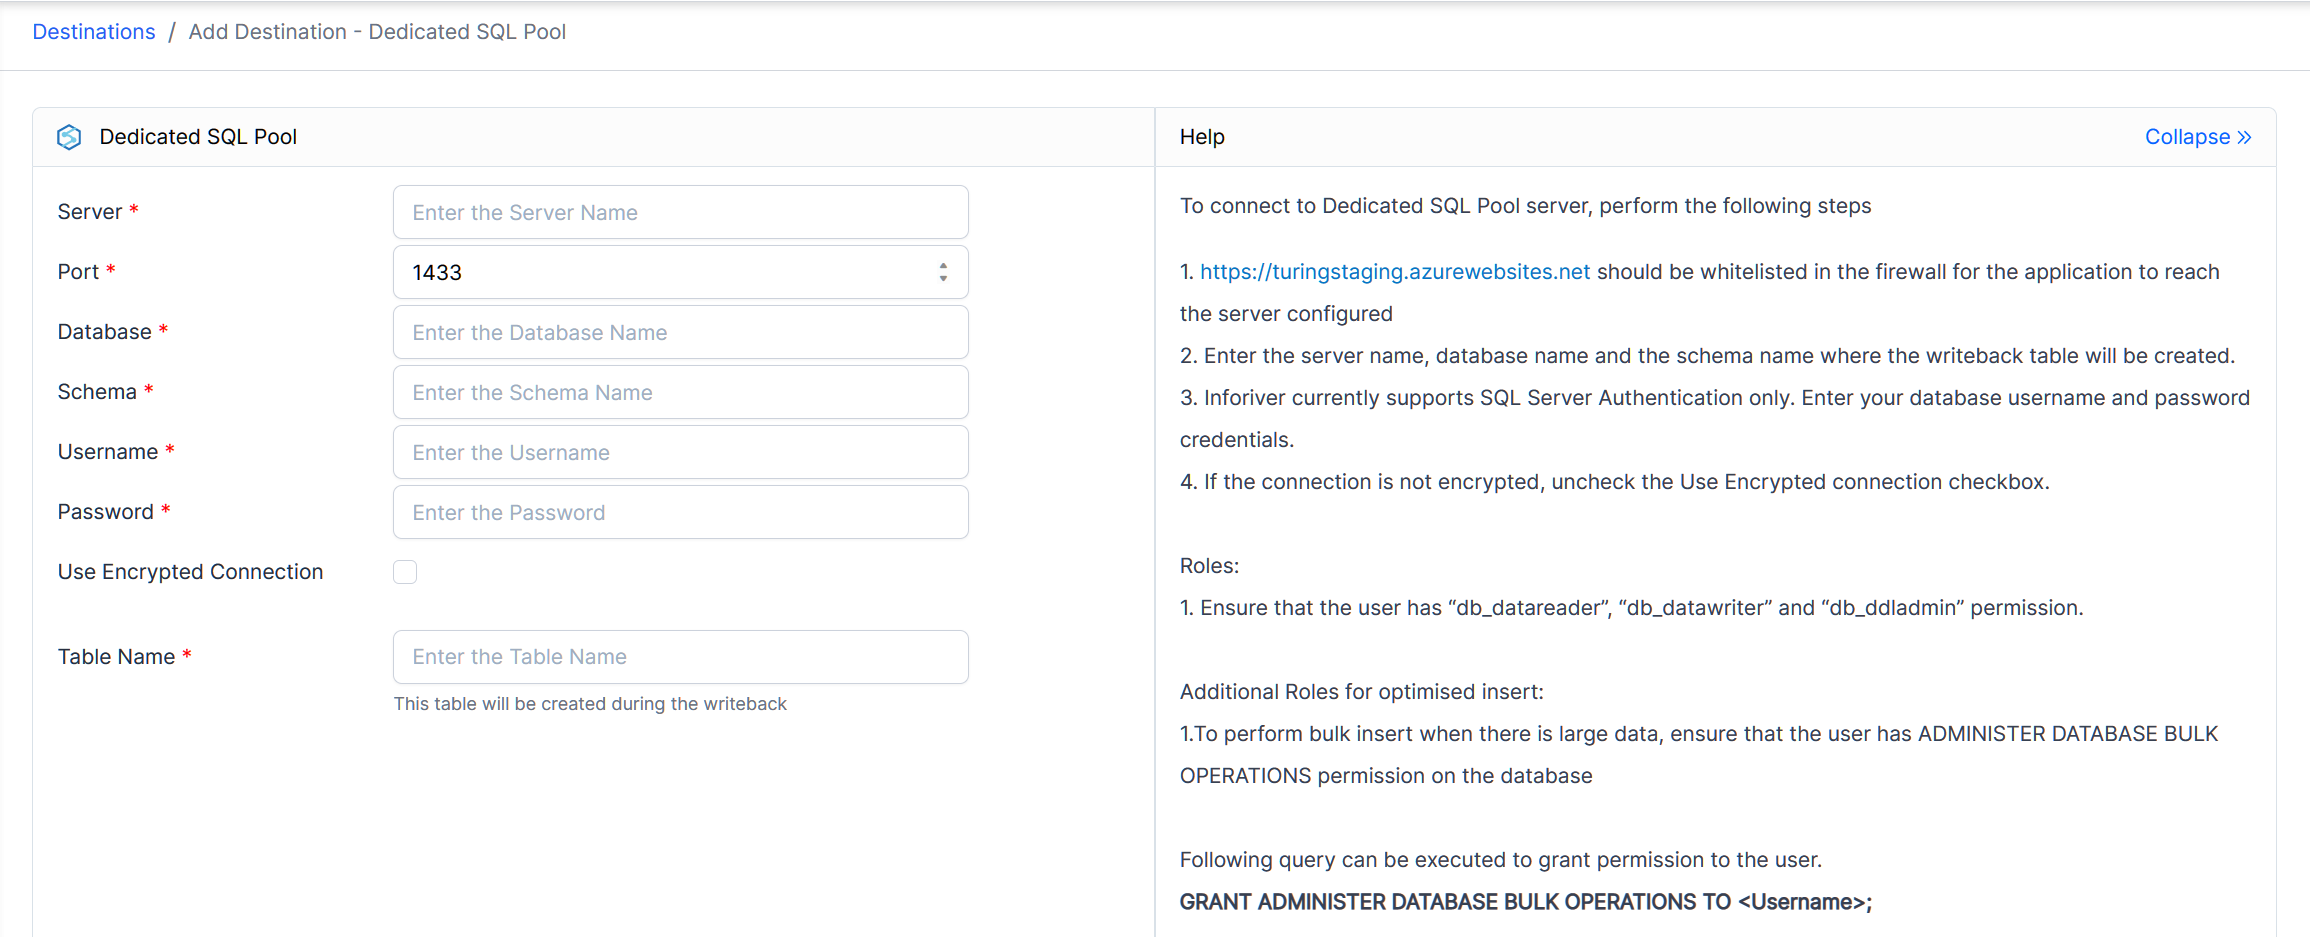 Destinations / Add Destination - Dedicated SQL Pool
Dedicated SQL Pool
Server *
Enter the Server Name
Port *
1433
Database *
Enter the Database Name
Schema *
Enter the Schema Name
Username *
Enter the Username
Password *
Enter the Password
Use Encrypted Connection
Table Name *
Enter the Table Name
This table will be created during the writeback
Help
Collapse »
To connect to Dedicated SQL Pool server, perform the following steps
1. https://turingstaging.azurewebsites.net should be whitelisted in the firewall for the application to reach
the server configured
2. Enter the server name, database name and the schema name where the writeback table will be created.
3. Inforiver currently supports SQL Server Authentication only. Enter your database username and password
credentials.
4. If the connection is not encrypted, uncheck the Use Encrypted connection checkbox.
Roles:
1. Ensure that the user has “db_datareader”, “db_datawriter” and “db_ddladmin” permission.
Additional Roles for optimised insert:
1.To perform bulk insert when there is large data, ensure that the user has ADMINISTER DATABASE BULK
OPERATIONS permission on the database
Following query can be executed to grant permission to the user.
GRANT ADMINISTER DATABASE BULK OPERATIONS TO <Username>;